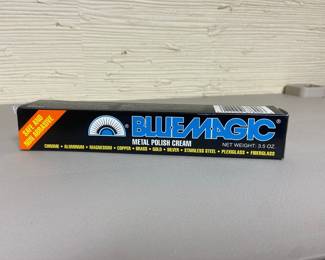 SAFE AND
NON ABRASIVE
BLUEMAGIC®
METAL POLISH CREAM
NET WEIGHT: 3.5 OZ.
CHROME • ALUMINUM • MAGNESIUM • COPPER • BRASS • GOLD • SILVER • STAINLESS STEEL • PLEXIGLASS • FIBERGLASS